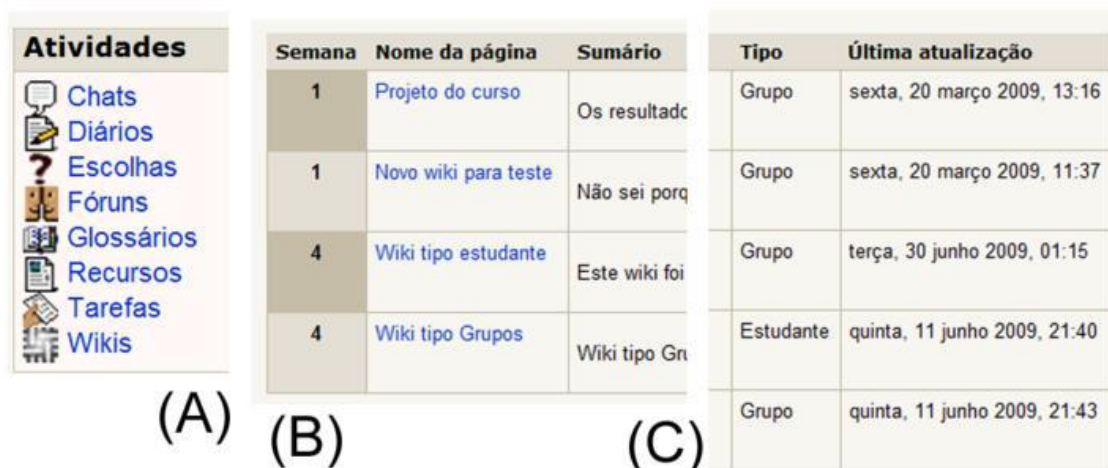 Atividades
Chats
Diários
Escolhas
Fóruns
Glossários
Recursos
Tarefas
Wikis
(A)
Semana Nome da página Sumário
1 Projeto do curso Os resultado
1 Novo wiki para teste Não sei porq
4 Wiki tipo estudante Este wiki foi
4 Wiki tipo Grupos Wiki tipo Gru
(B)
Tipo Última atualização
Grupo sexta, 20 março 2009, 13:16
Grupo sexta, 20 março 2009, 11:37
Grupo terça, 30 junho 2009, 01:15
Estudante quinta, 11 junho 2009, 21:40
Grupo quinta, 11 junho 2009, 21:43
(C)